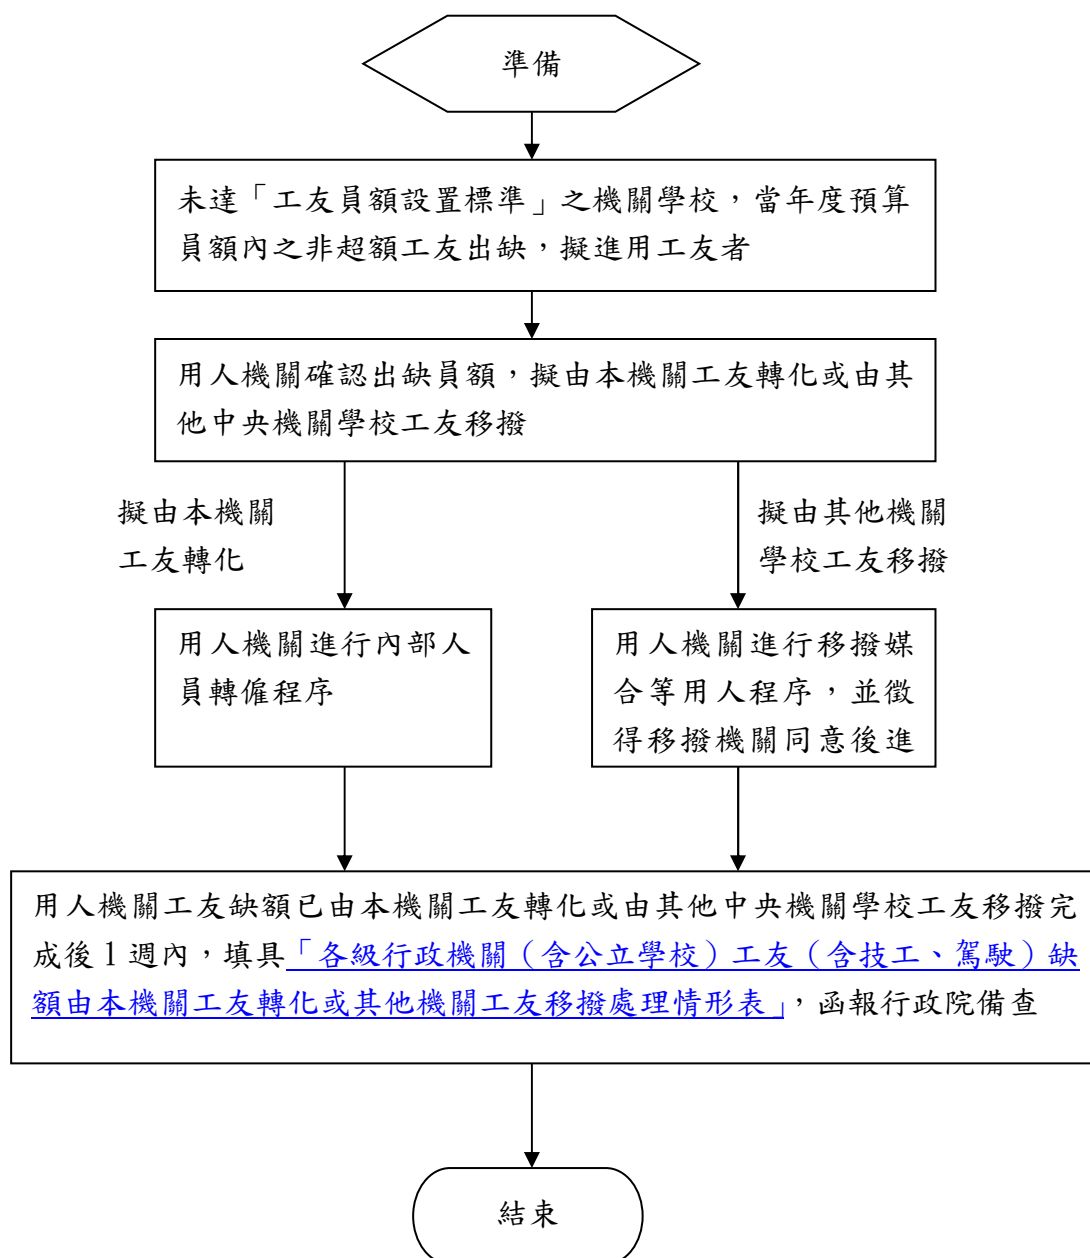 準備
未達「工友員額設置標準」之機關學校，當年度預算
員額內之非超額工友出缺，擬進用工友者
用人機關確認出缺員額，擬由本機關工友轉化或由其
他中央機關學校工友移撥
擬由本機關
工友轉化
擬由其他機關
學校工友移撥
用人機關進行內部人
員轉僱程序
用人機關進行移撥媒
合等用人程序，並徵
得移撥機關同意後進
用人機關工友缺額已由本機關工友轉化或由其他中央機關學校工友移撥完
成後 1 週內，填具「各級行政機關（含公立學校）工友（含技工、駕駛）缺
額由本機關工友轉化或其他機關工友移撥處理情形表」，函報行政院備查
結束